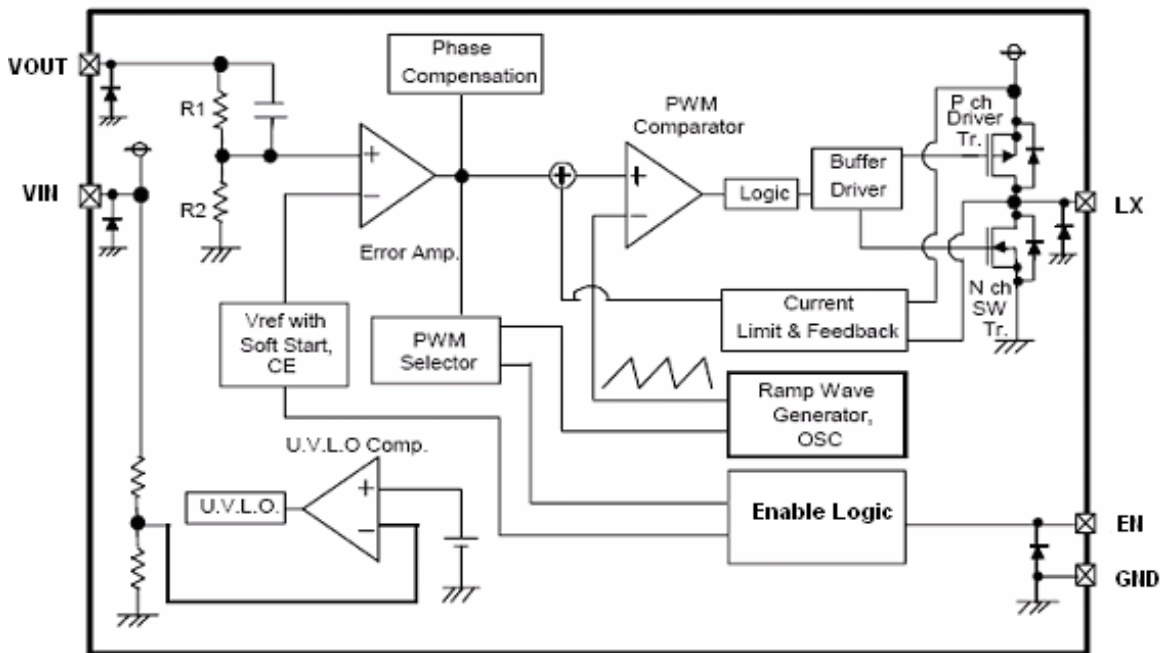 VOUT
R1
R2
VIN
Phase
Compensation
+
−
Error Amp.
+
PWM
Comparator
+
−
Logic
Buffer
Driver
P ch
Driver
Tr.
LX
N ch
SW
Tr.
Current
Limit & Feedback
Vref with
Soft Start,
CE
PWM
Selector
Ramp Wave
Generator,
OSC
U.V.L.O Comp.
U.V.L.O.
+
−
Enable Logic
EN
GND